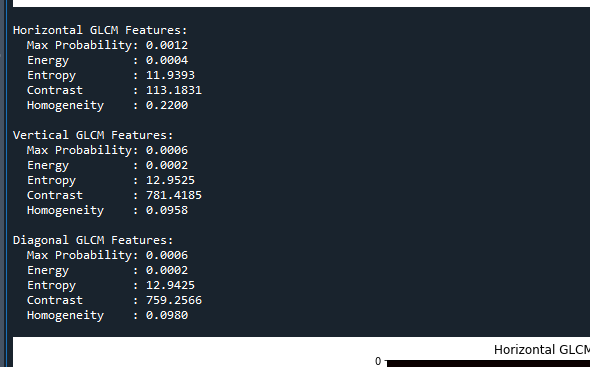 Horizontal GLCM Features:
  Max Probability: 0.0012
  Energy         : 0.0004
  Entropy        : 11.9393
  Contrast       : 113.1831
  Homogeneity    : 0.2200

Vertical GLCM Features:
  Max Probability: 0.0006
  Energy         : 0.0002
  Entropy        : 12.9525
  Contrast       : 781.4185
  Homogeneity    : 0.0958

Diagonal GLCM Features:
  Max Probability: 0.0006
  Energy         : 0.0002
  Entropy        : 12.9425
  Contrast       : 759.2566
  Homogeneity    : 0.0980
Horizontal GLCM
0